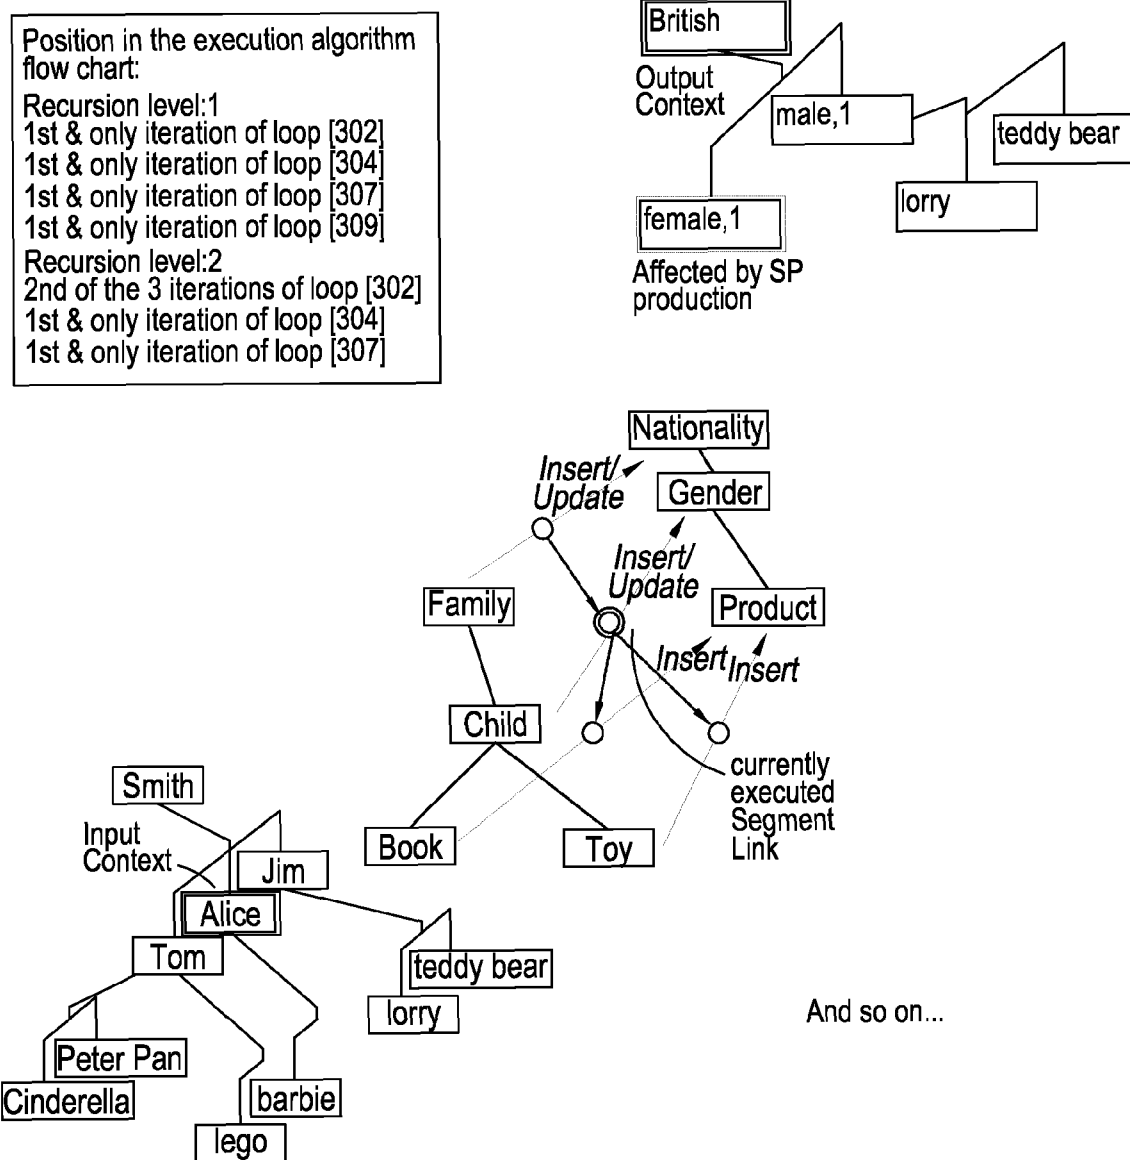 Position in the execution algorithm
flow chart:
Recursion level:1
1st & only iteration of loop [302]
1st & only iteration of loop [304]
1st & only iteration of loop [307]
1st & only iteration of loop [309]
Recursion level:2
2nd of the 3 iterations of loop [302]
1st & only iteration of loop [304]
1st & only iteration of loop [307]
British
Output
Context
male,1
teddy bear
lorry
female,1
Affected by SP
production
Nationality
Insert/
Update
Gender
Insert/
Update
Family
Product
Insert
Insert
Child
currently
executed
Segment
Link
Book
Toy
Smith
Input
Context
Jim
Alice
Tom
teddy bear
lorry
Peter Pan
Cinderella
barbie
lego
And so on...